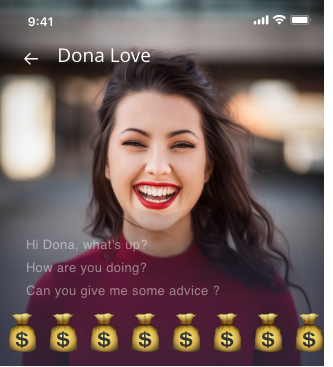 9:41
Dona Love
Hi Dona, what's up?
How are you doing?
Can you give me some advice ?
$ $ $ $ $ $ $ $